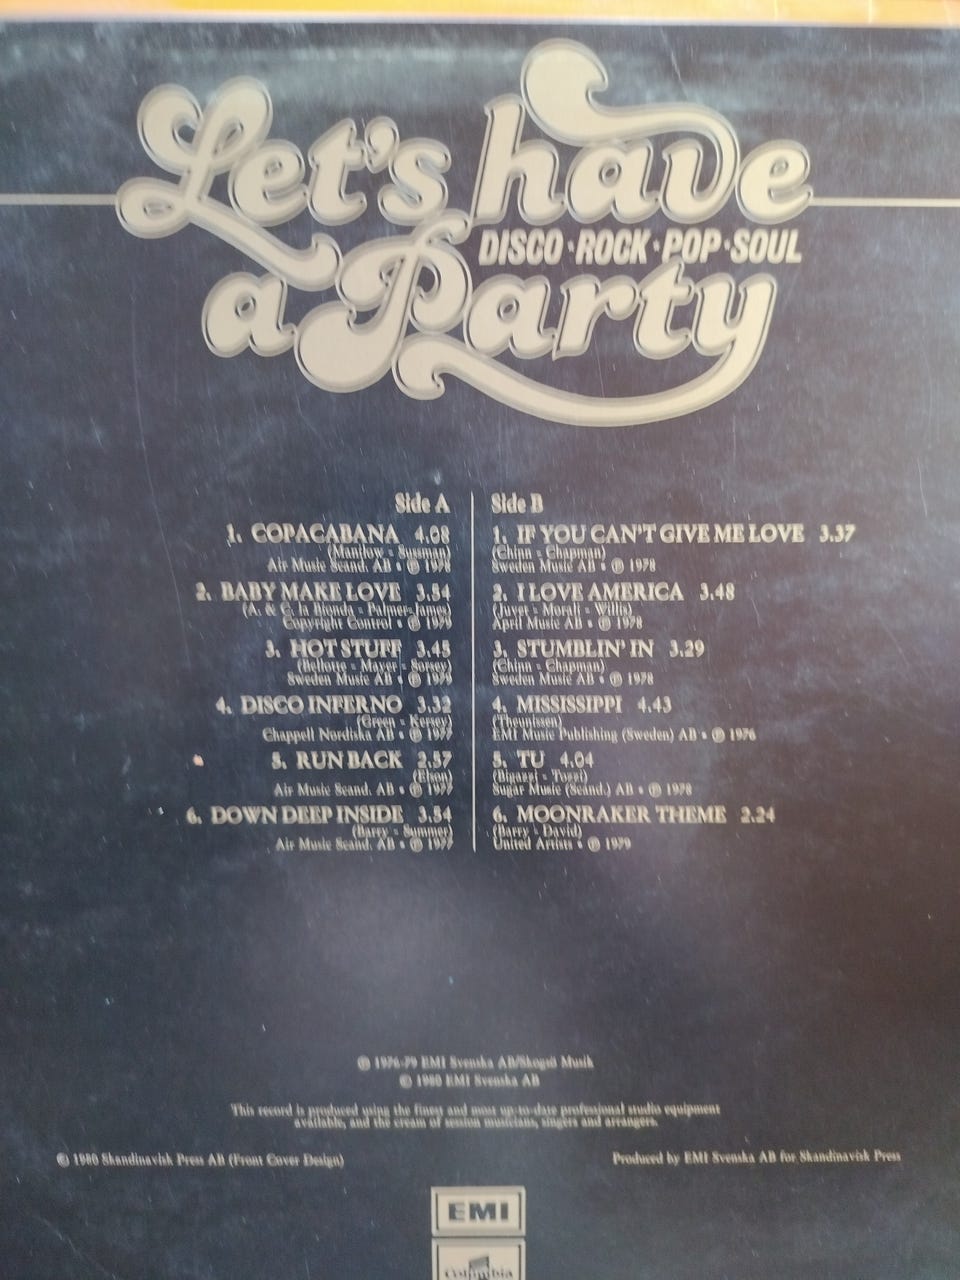 Let's have
DISCO·ROCK·POP·SOUL
a Party
Side A
1. COPACABANA 4.08
(Manilow - Sussman)
Air Music Scand. AB • ℗ 1978
2. BABY MAKE LOVE 3.54
(A. & C. la Bionda - Palmer-James)
Copyright Control • ℗ 1979
3. HOT STUFF 3.45
(Bellotte - Mayer - Forsey)
Sweden Music AB • ℗ 1979
4. DISCO INFERNO 3.32
(Green - Kersey)
Chappell Nordiska AB • ℗ 1977
5. RUN BACK 2.57
Air Music Scand. AB • ℗ 1977
6. DOWN DEEP INSIDE 3.54
(Barry - Summer)
Air Music Scand. AB • ℗ 1977
Side B
1. IF YOU CAN'T GIVE ME LOVE 3.37
(Chinn - Chapman)
Sweden Music AB • ℗ 1978
2. I LOVE AMERICA 3.48
(Juvet - Morali - Willis)
April Music AB • ℗ 1978
3. STUMBLIN' IN 3.29
(Chinn - Chapman)
Sweden Music AB • ℗ 1978
4. MISSISSIPPI 4.43
(Theunissen)
EMI Music Publishing (Sweden) AB • ℗ 1976
5. TU 4.04
(Bigazzi - Tozzi)
Sugar Music (Scand.) AB • ℗ 1978
6. MOONRAKER THEME 2.24
(Barry - David)
United Artists • ℗ 1979
℗ 1976-79 EMI Svenska AB/Skogsö Musik
© 1980 EMI Svenska AB
This record is produced using the finest and most up-to-date professional studio equipment
available, and the cream of session musicians, singers and arrangers.
© 1980 Skandinavisk Press AB (Front Cover Design)
Produced by EMI Svenska AB for Skandinavisk Press
EMI
Columbia